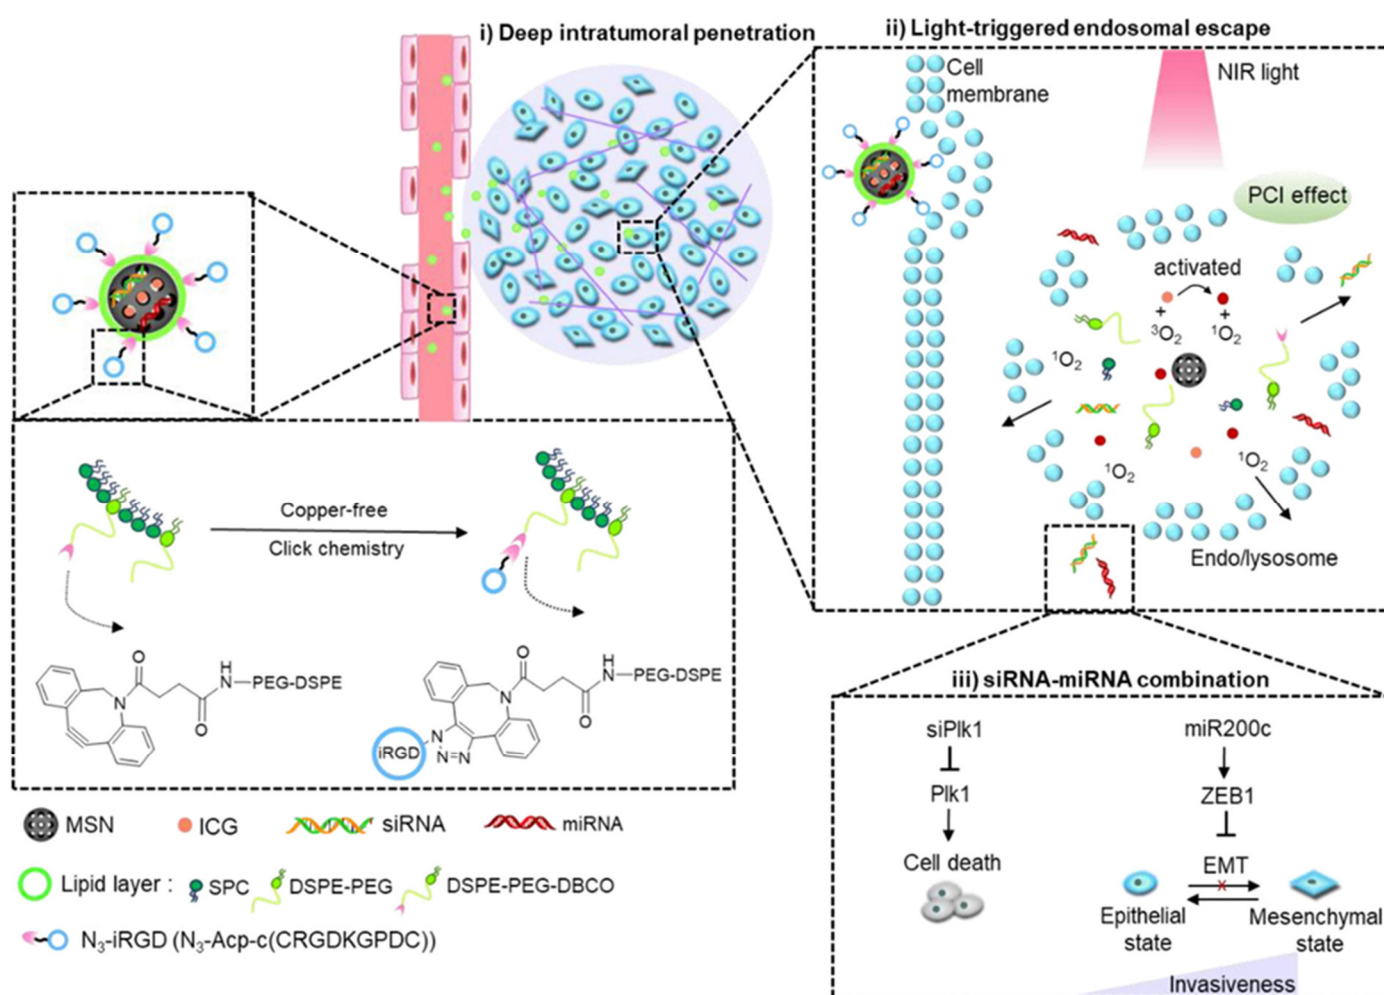 i) Deep intratumoral penetration
ii) Light-triggered endosomal escape
Cell
membrane
NIR light
PCI effect
activated
+
+
³O₂
¹O₂
¹O₂
¹O₂
¹O₂
Endo/lysosome
Copper-free
Click chemistry
O
H
N
PEG-DSPE
N
O
O
H
N
PEG-DSPE
N
O
iRGD
N
N=N
iii) siRNA-miRNA combination
siPlk1
miR200c
Plk1
ZEB1
Cell death
EMT
x
Epithelial
state
Mesenchymal
state
Invasiveness
MSN
ICG
siRNA
miRNA
Lipid layer :
SPC
DSPE-PEG
DSPE-PEG-DBCO
N₃-iRGD (N₃-Acp-c(CRGDKGPDC))